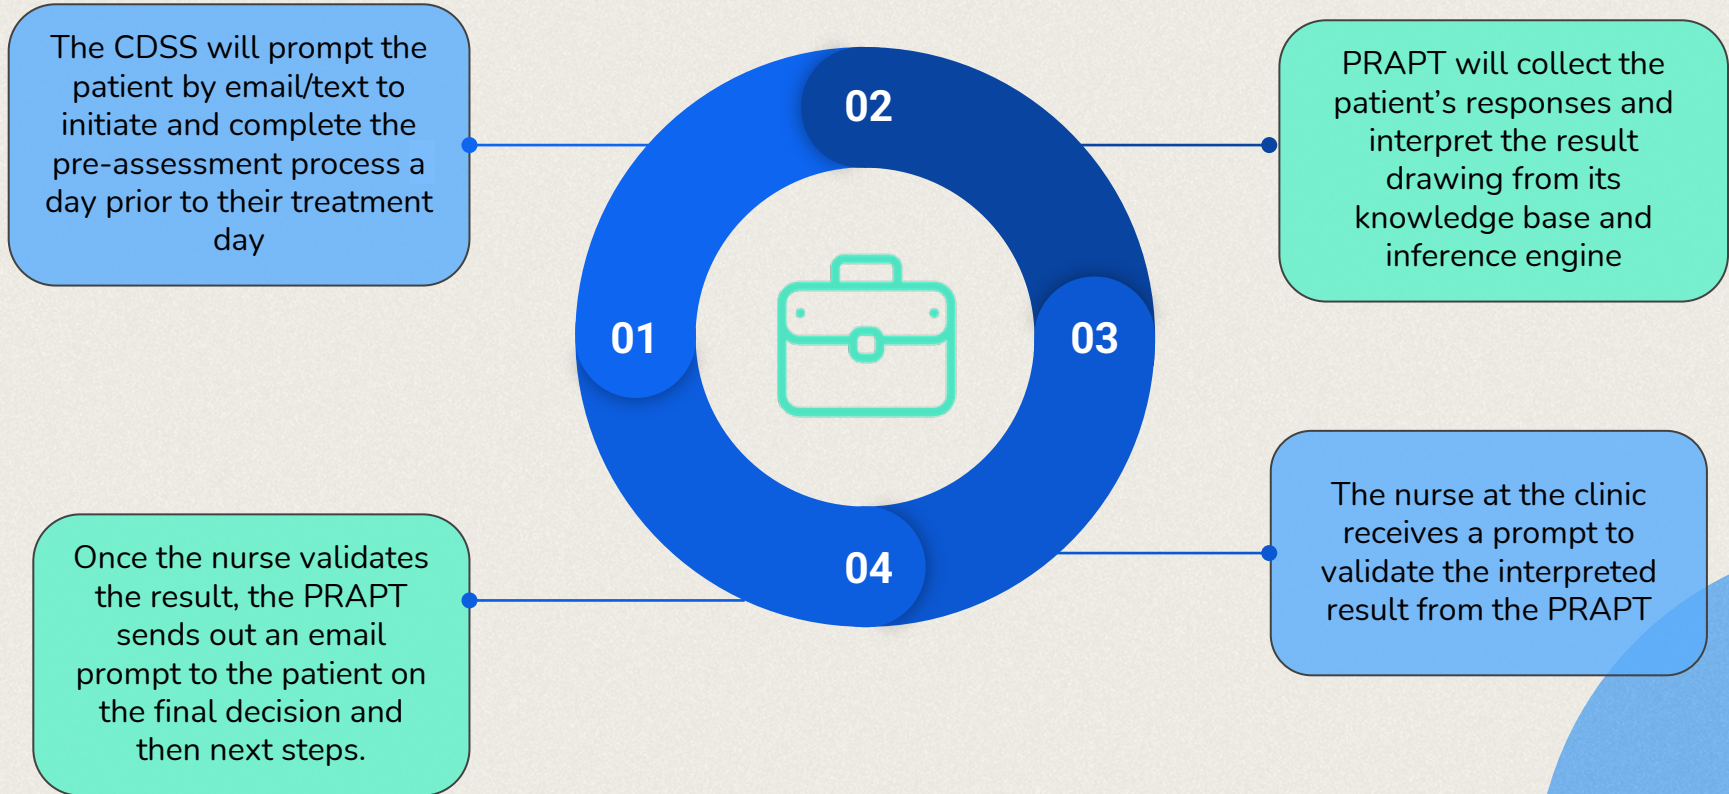 The CDSS will prompt the
patient by email/text to
initiate and complete the
pre-assessment process a
day prior to their treatment
day
01
02
PRAPT will collect the
patient’s responses and
interpret the result
drawing from its
knowledge base and
inference engine
03
The nurse at the clinic
receives a prompt to
validate the interpreted
result from the PRAPT
04
Once the nurse validates
the result, the PRAPT
sends out an email
prompt to the patient on
the final decision and
then next steps.